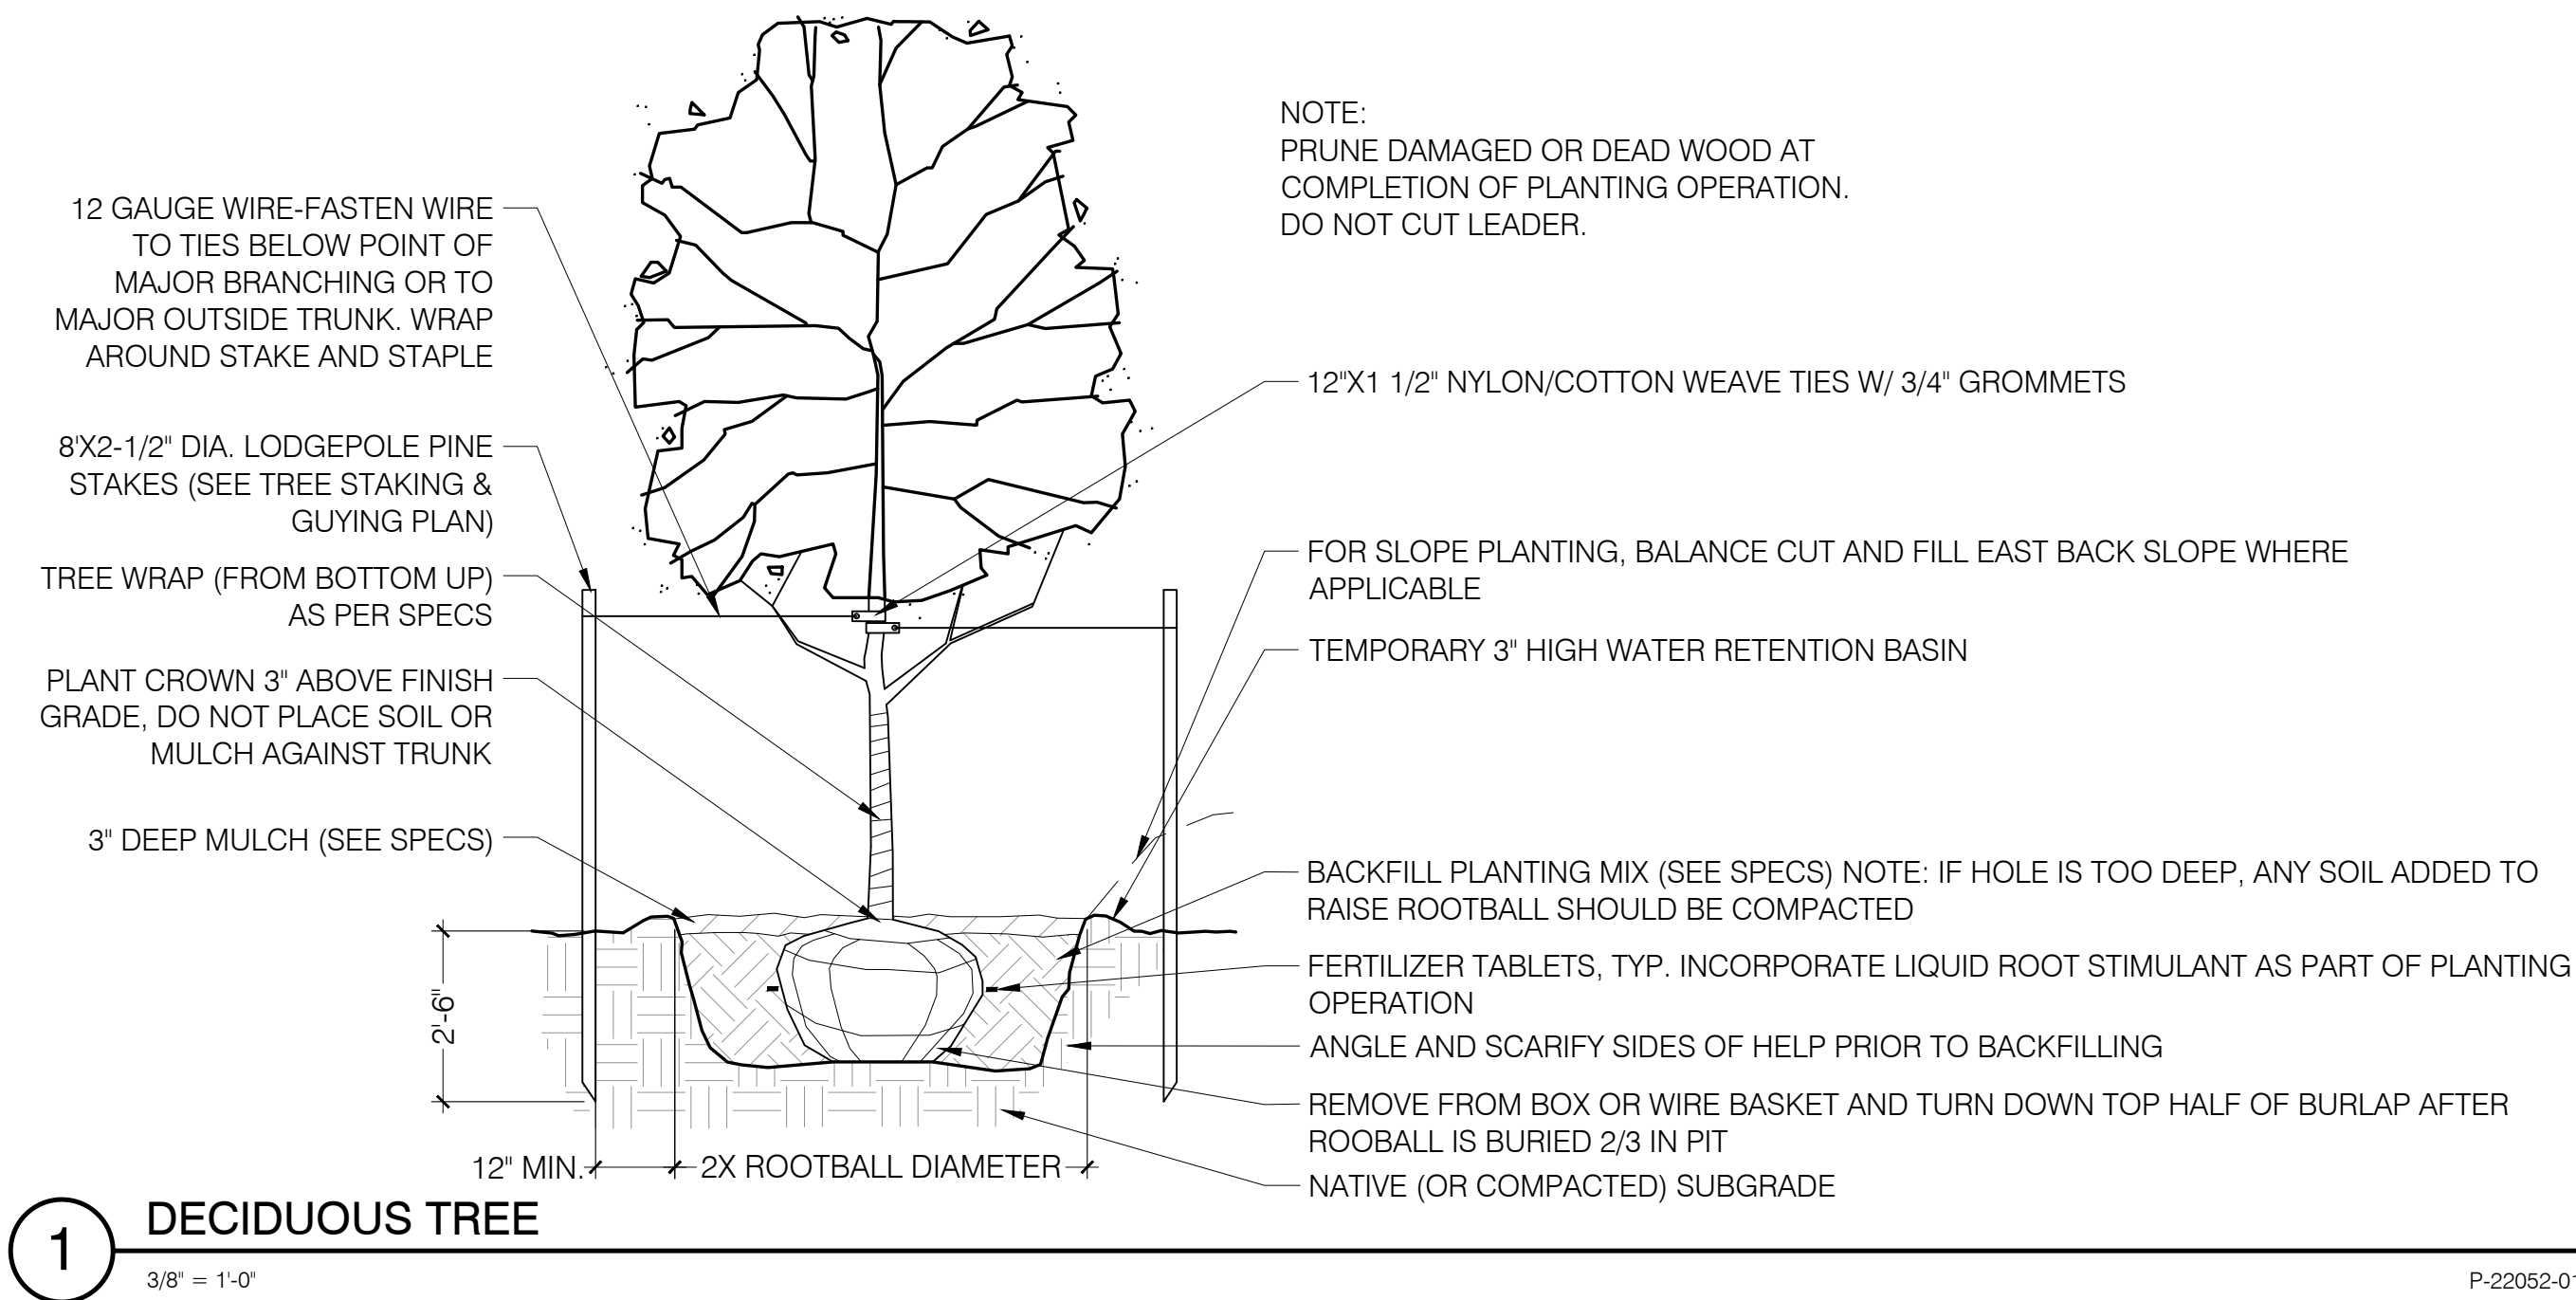 NOTE:
PRUNE DAMAGED OR DEAD WOOD AT
COMPLETION OF PLANTING OPERATION.
DO NOT CUT LEADER.
12 GAUGE WIRE-FASTEN WIRE
TO TIES BELOW POINT OF
MAJOR BRANCHING OR TO
MAJOR OUTSIDE TRUNK. WRAP
AROUND STAKE AND STAPLE
8'X2-1/2" DIA. LODGEPOLE PINE
STAKES (SEE TREE STAKING &
GUYING PLAN)
TREE WRAP (FROM BOTTOM UP)
AS PER SPECS
PLANT CROWN 3" ABOVE FINISH
GRADE, DO NOT PLACE SOIL OR
MULCH AGAINST TRUNK
3" DEEP MULCH (SEE SPECS)
12"X1 1/2" NYLON/COTTON WEAVE TIES W/ 3/4" GROMMETS
FOR SLOPE PLANTING, BALANCE CUT AND FILL EAST BACK SLOPE WHERE
APPLICABLE
TEMPORARY 3" HIGH WATER RETENTION BASIN
BACKFILL PLANTING MIX (SEE SPECS) NOTE: IF HOLE IS TOO DEEP, ANY SOIL ADDED TO
RAISE ROOTBALL SHOULD BE COMPACTED
FERTILIZER TABLETS, TYP. INCORPORATE LIQUID ROOT STIMULANT AS PART OF PLANTING
OPERATION
ANGLE AND SCARIFY SIDES OF HELP PRIOR TO BACKFILLING
REMOVE FROM BOX OR WIRE BASKET AND TURN DOWN TOP HALF OF BURLAP AFTER
ROOBALL IS BURIED 2/3 IN PIT
NATIVE (OR COMPACTED) SUBGRADE
2'-6"
12" MIN.
2X ROOTBALL DIAMETER
1
DECIDUOUS TREE
3/8" = 1'-0"
P-22052-01